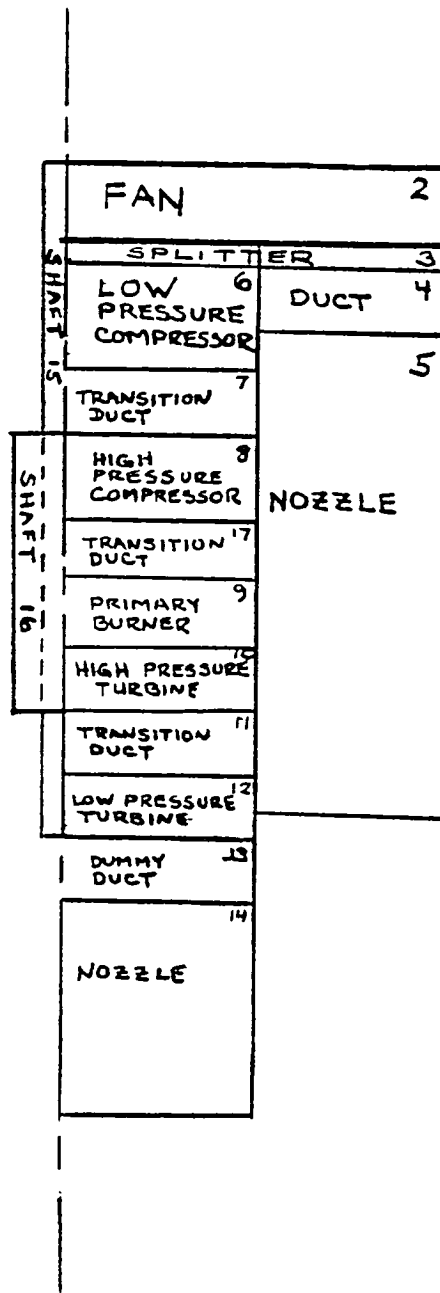 FAN 2
SPLITTER 3
SHAFT 15
LOW 6
PRESSURE
COMPRESSOR
DUCT 4
5
NOZZLE
TRANSITION 7
DUCT
SHAFT 16
HIGH 8
PRESSURE
COMPRESSOR
TRANSITION 17
DUCT
PRIMARY 9
BURNER
HIGH PRESSURE 10
TURBINE
TRANSITION 11
DUCT
LOW PRESSURE 12
TURBINE
DUMMY 13
DUCT
14
NOZZLE